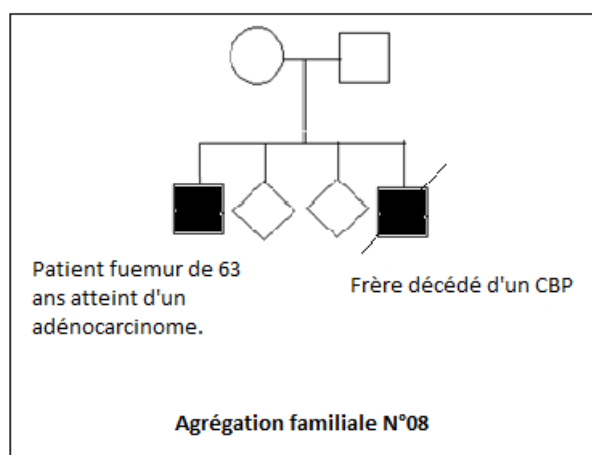 Patient fuemur de 63
ans atteint d'un
adénocarcinome.
Frère décédé d'un CBP
Agrégation familiale N°08